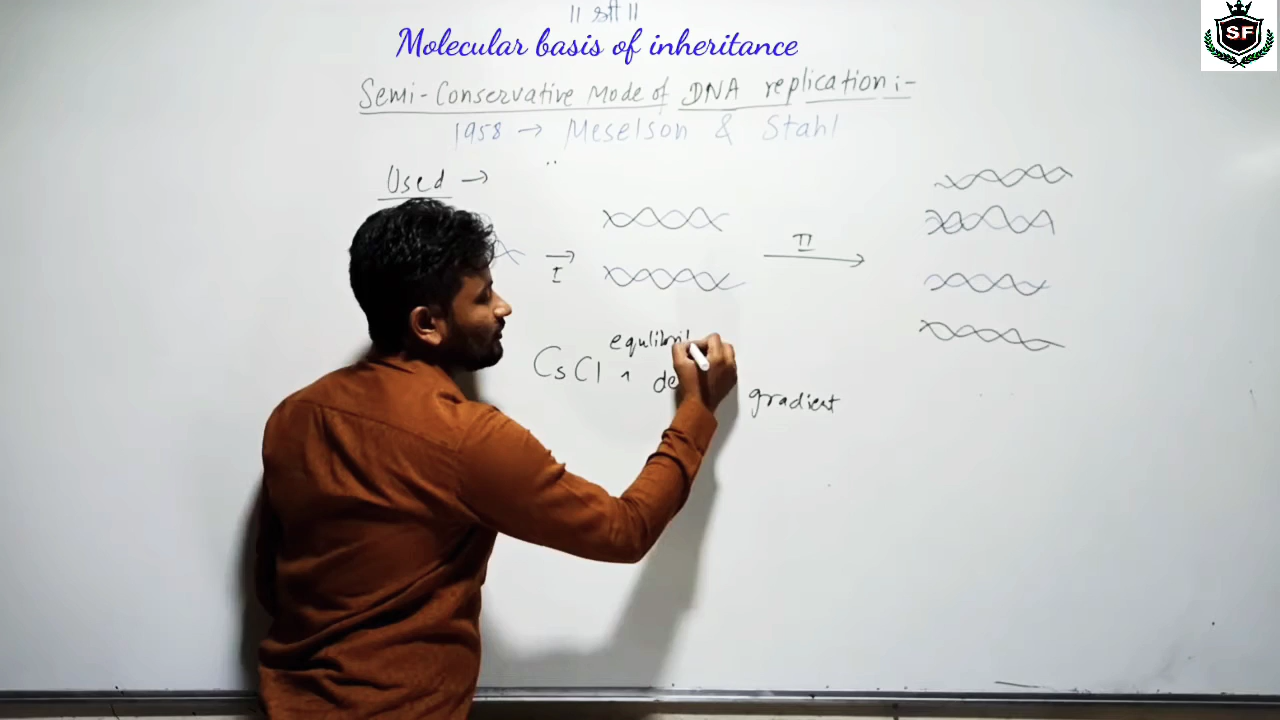 || श्री ||
Molecular basis of inheritance
SF
Semi-Conservative Mode of DNA replication :-
1958 → Meselson & Stahl
Used →
I
II
equlibri
CsCl
de
gradient